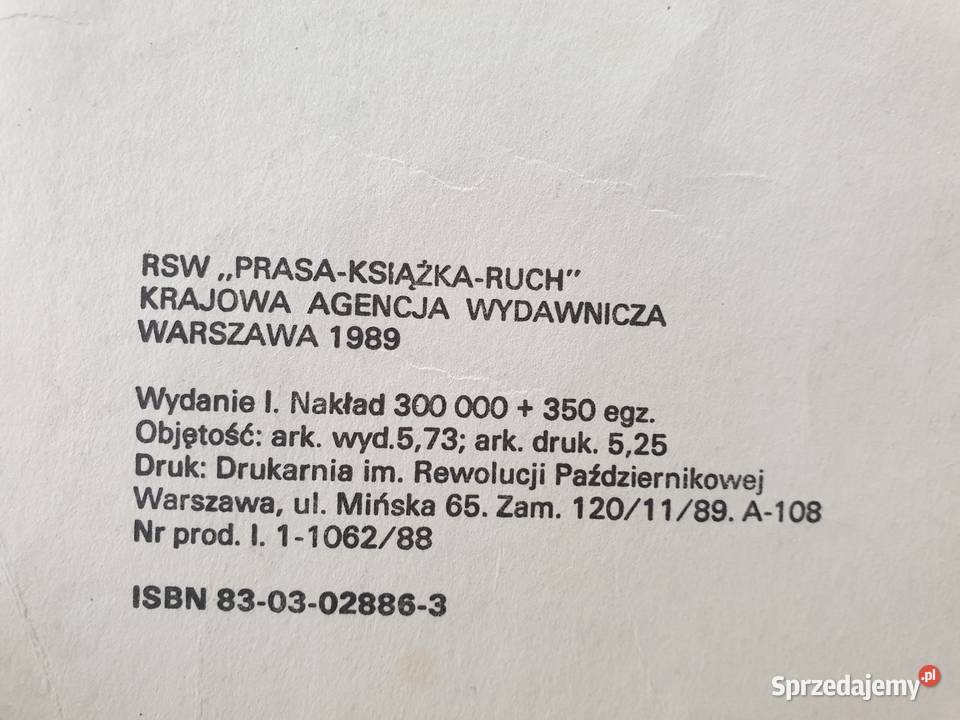 RSW „PRASA-KSIĄŻKA-RUCH"
KRAJOWA AGENCJA WYDAWNICZA
WARSZAWA 1989
Wydanie I. Nakład 300 000 + 350 egz.
Objętość: ark. wyd.5,73; ark. druk. 5,25
Druk: Drukarnia im. Rewolucji Październikowej
Warszawa, ul. Mińska 65. Zam. 120/11/89. A-108
Nr prod. I. 1-1062/88
ISBN 83-03-02886-3
Sprzedajemy.pl